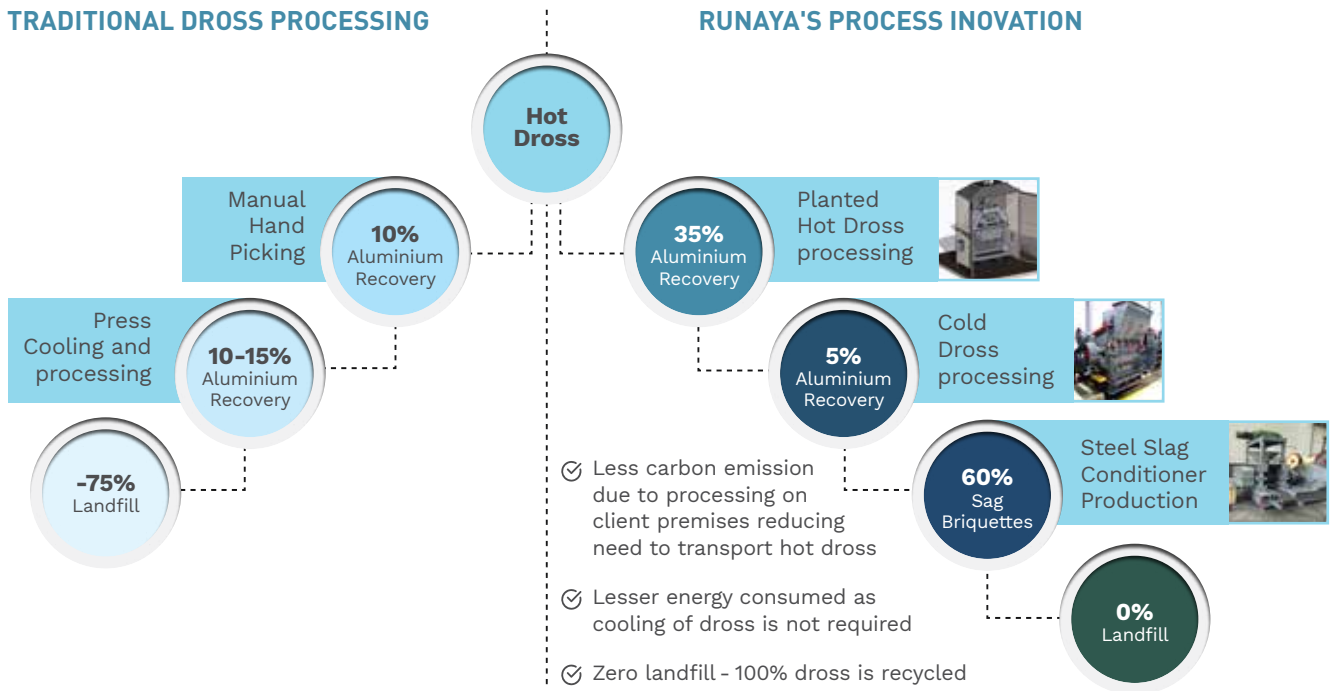 TRADITIONAL DROSS PROCESSING
RUNAYA'S PROCESS INOVATION
Hot
Dross
Manual
Hand
Picking
10%
Aluminium
Recovery
Press
Cooling and
processing
10-15%
Aluminium
Recovery
-75%
Landfill
35%
Aluminium
Recovery
Planted
Hot Dross
processing
5%
Aluminium
Recovery
Cold
Dross
processing
60%
Sag
Briquettes
Steel Slag
Conditioner
Production
0%
Landfill
Less carbon emission
due to processing on
client premises reducing
need to transport hot dross
Lesser energy consumed as
cooling of dross is not required
Zero landfill - 100% dross is recycled